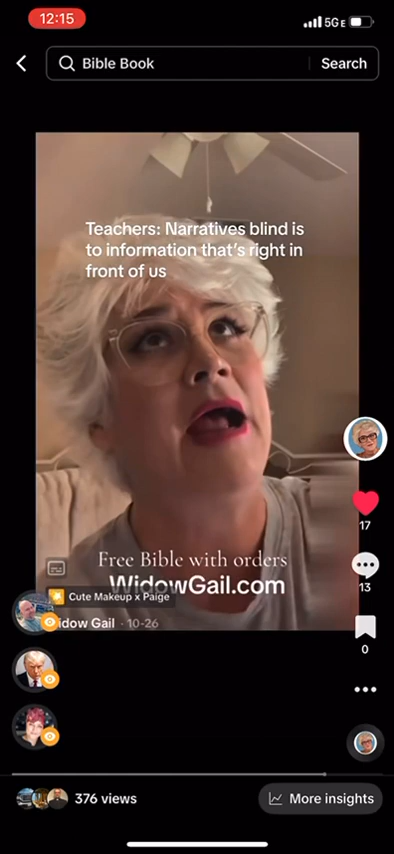 12:15
5GE
Bible Book
Search
Teachers: Narratives blind is
to information that's right in
front of us
17
Free Bible with orders
13
WidowGail.com
Cute Makeup x Paige
idow Gail · 10-26
0
376 views
More insights